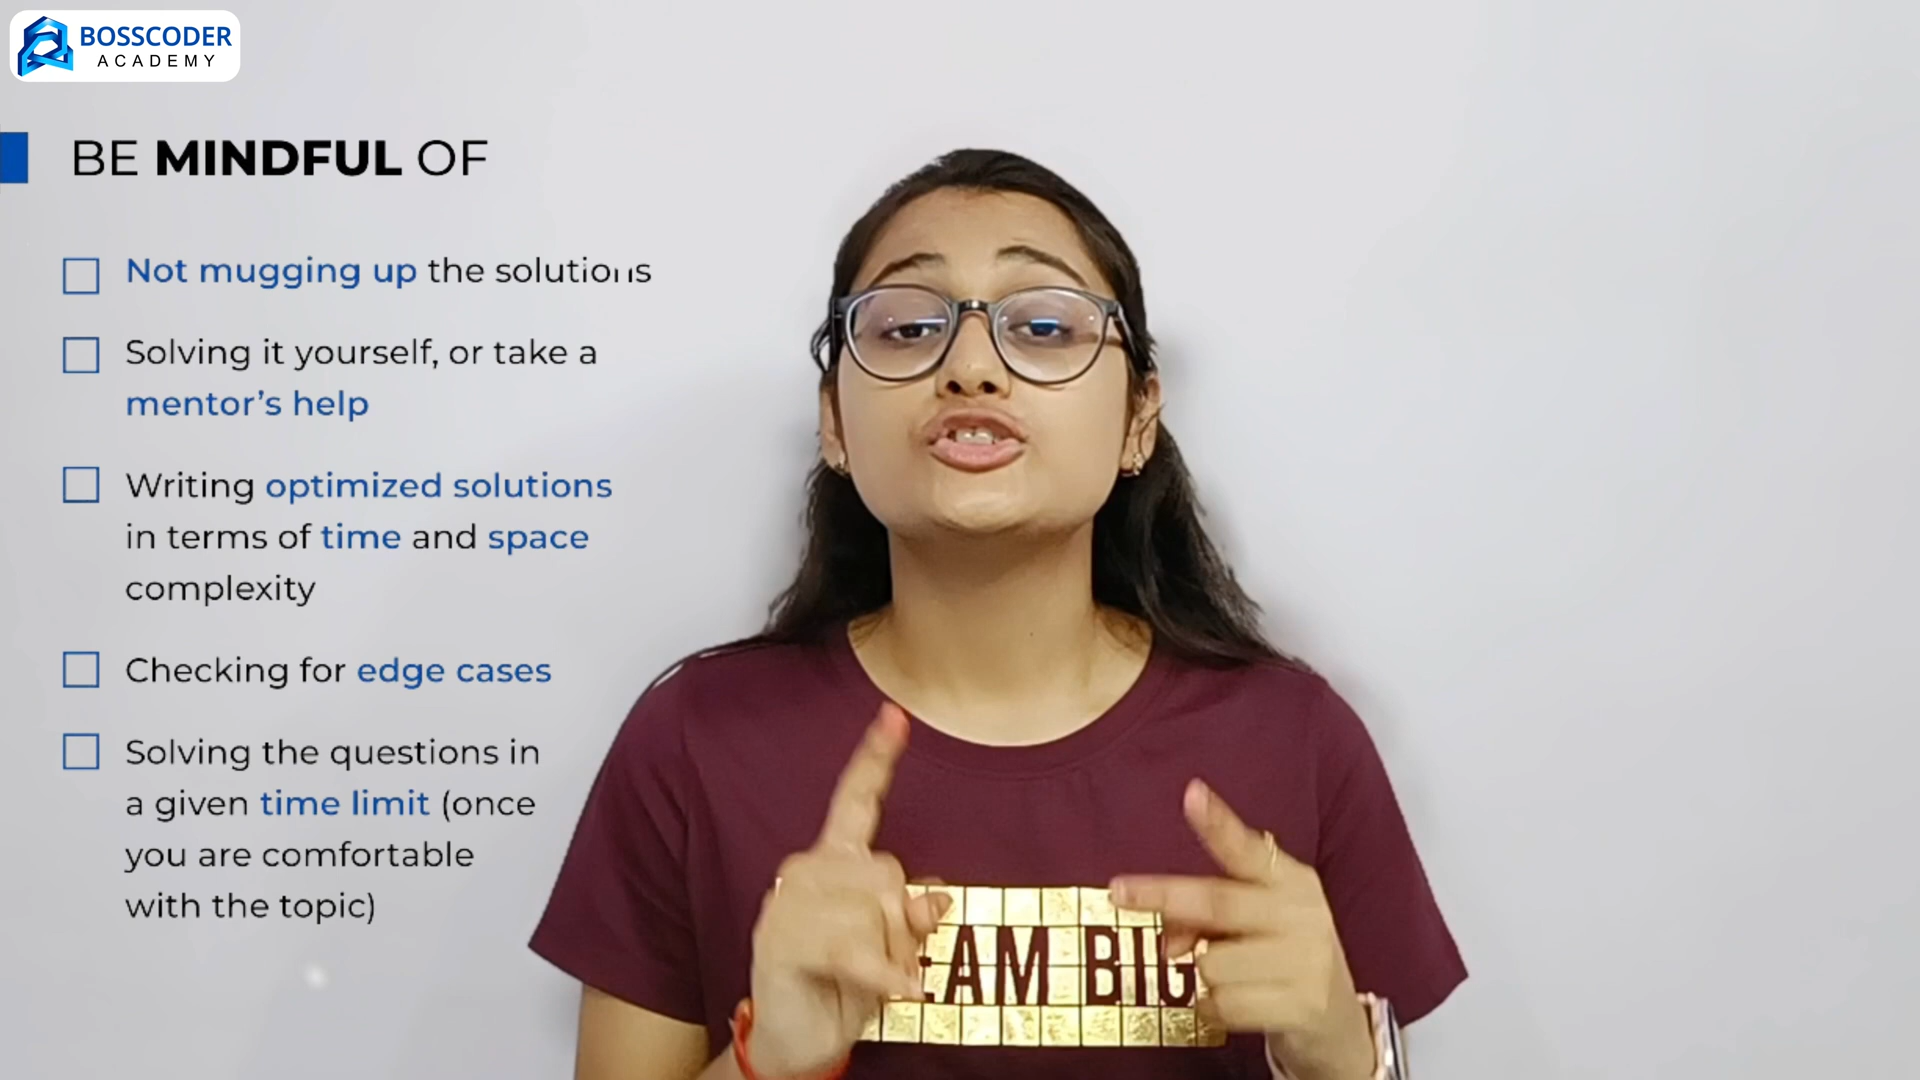 BOSSCODER
ACADEMY
BE MINDFUL OF
Not mugging up the solutions
Solving it yourself, or take a
mentor's help
Writing optimized solutions
in terms of time and space
complexity
Checking for edge cases
Solving the questions in
a given time limit (once
you are comfortable
with the topic)
BIG